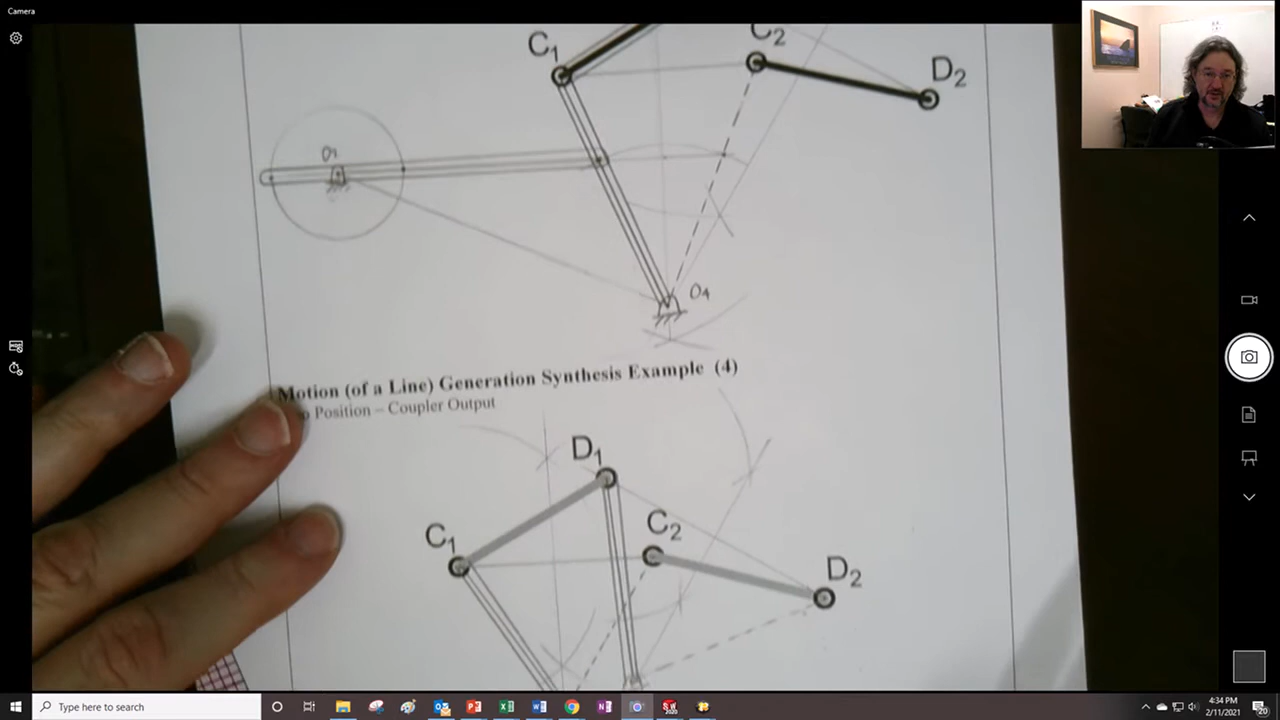 Camera
C1
C2
D2
O4
Motion (of a Line) Generation Synthesis Example (4)
Position – Coupler Output
D1
C1
C2
D2
Type here to search
4:34 PM
2/11/2021